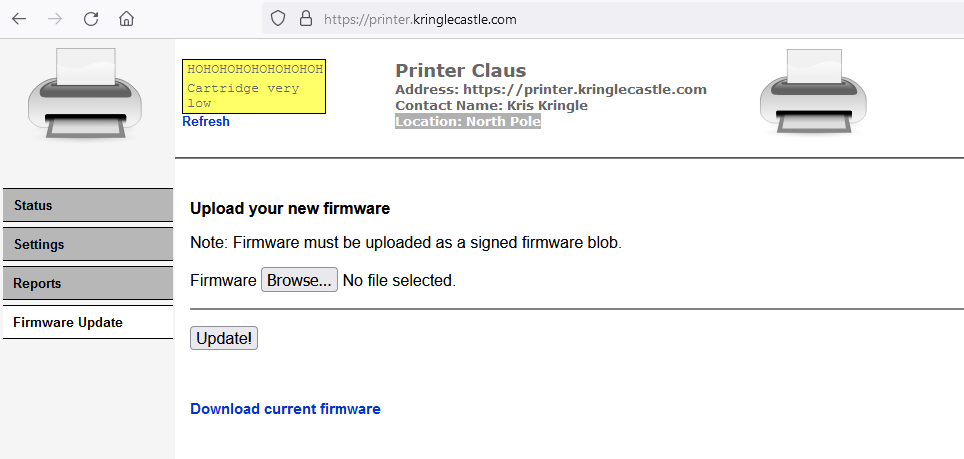 https://printer.kringlecastle.com
HOHOHOHOHOHOHOHOH
Cartridge very
low
Refresh
Printer Claus
Address: https://printer.kringlecastle.com
Contact Name: Kris Kringle
Location: North Pole
Status
Settings
Reports
Firmware Update
Upload your new firmware
Note: Firmware must be uploaded as a signed firmware blob.
Firmware Browse... No file selected.
Update!
Download current firmware